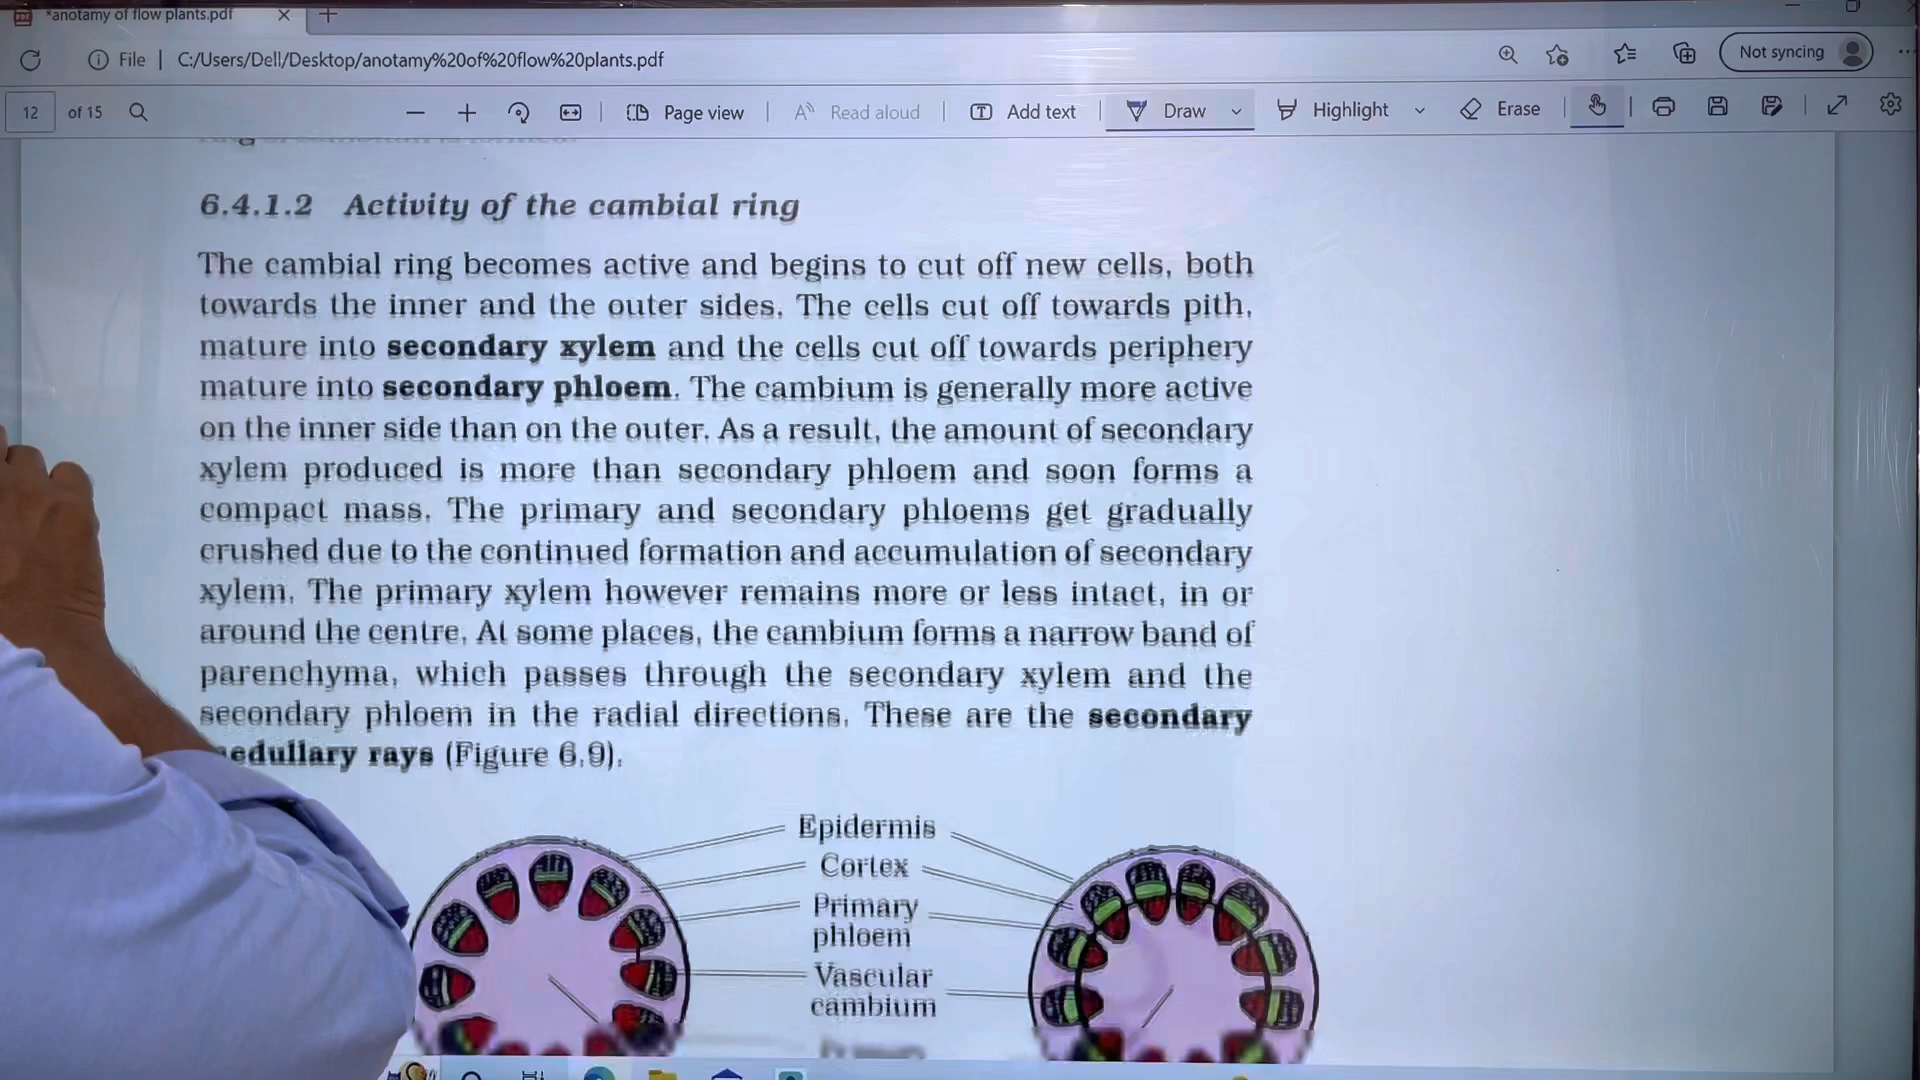 *anotamy of flow plants.pdf
File | C:/Users/Dell/Desktop/anotamy%20of%20flow%20plants.pdf
Not syncing
12 of 15
Page view
Read aloud
Add text
Draw
Highlight
Erase
6.4.1.2 Activity of the cambial ring
The cambial ring becomes active and begins to cut off new cells, both
towards the inner and the outer sides. The cells cut off towards pith,
mature into secondary xylem and the cells cut off towards periphery
mature into secondary phloem. The cambium is generally more active
on the inner side than on the outer. As a result, the amount of secondary
xylem produced is more than secondary phloem and soon forms a
compact mass. The primary and secondary phloems get gradually
crushed due to the continued formation and accumulation of secondary
xylem. The primary xylem however remains more or less intact, in or
around the centre. At some places, the cambium forms a narrow band of
parenchyma, which passes through the secondary xylem and the
secondary phloem in the radial directions. These are the secondary
rays (Figure 6.9).
Epidermis
Cortex
Primary
phloem
Vascular
cambium